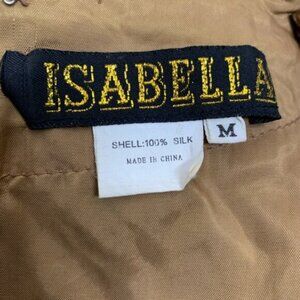 ISABELLA
SHELL:100% SILK
MADE IN CHINA
M